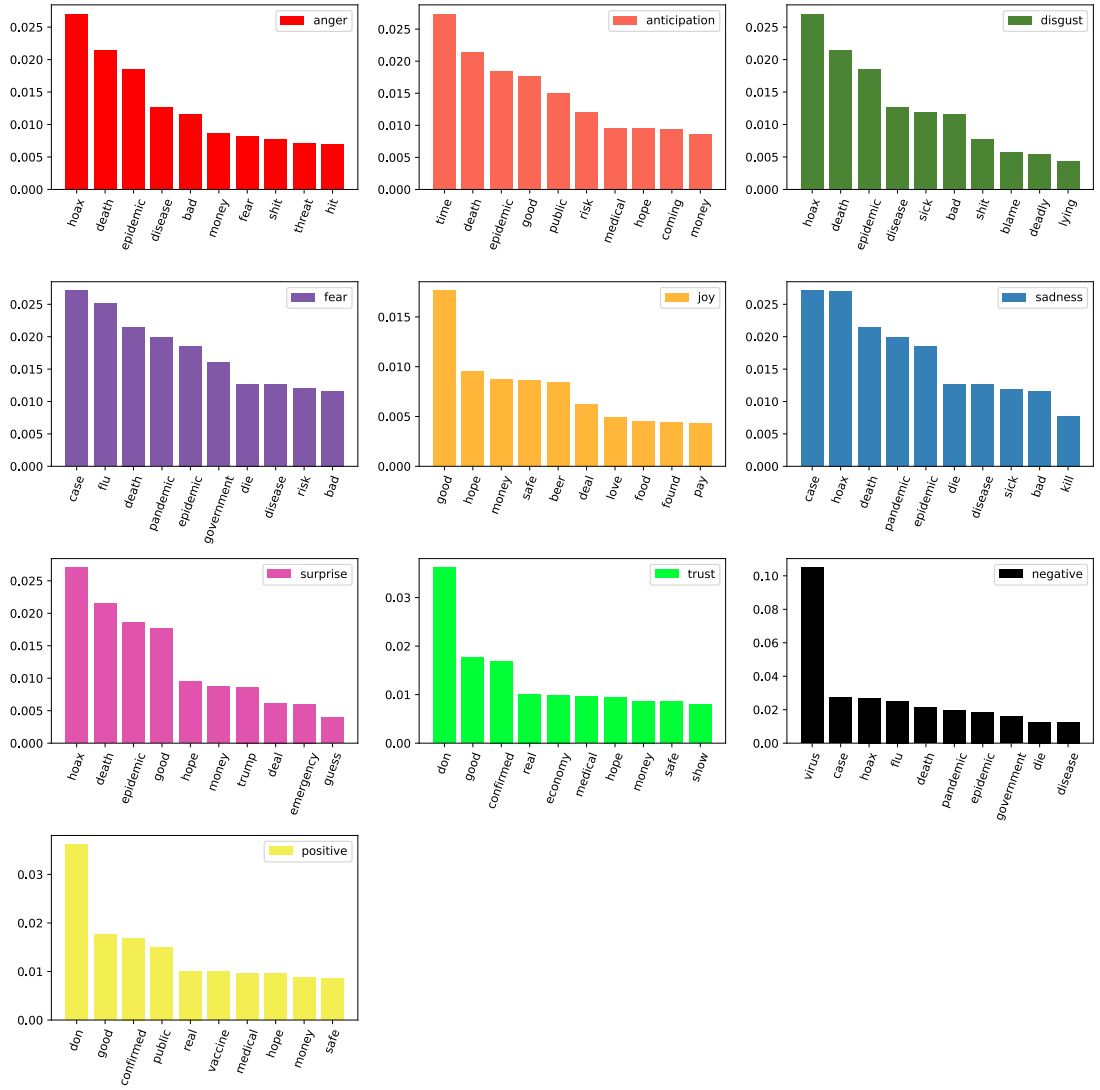 anger
0.025
0.020
0.015
0.010
0.005
0.000
hoax death epidemic disease bad money fear shit threat hit
anticipation
0.025
0.020
0.015
0.010
0.005
0.000
time death epidemic good public risk medical hope coming money
disgust
0.025
0.020
0.015
0.010
0.005
0.000
hoax death epidemic disease sick bad shit blame deadly lying
fear
0.025
0.020
0.015
0.010
0.005
0.000
case flu death pandemic epidemic government die disease risk bad
joy
0.015
0.010
0.005
0.000
good hope money safe beer deal love food found pay
sadness
0.025
0.020
0.015
0.010
0.005
0.000
case hoax death pandemic epidemic die disease sick bad kill
surprise
0.025
0.020
0.015
0.010
0.005
0.000
hoax death epidemic good hope money trump deal emergency guess
trust
0.03
0.02
0.01
0.00
don good confirmed real economy medical hope money safe show
negative
0.10
0.08
0.06
0.04
0.02
0.00
virus case hoax flu death pandemic epidemic government die disease
positive
0.03
0.02
0.01
0.00
don good confirmed public real vaccine medical hope money safe